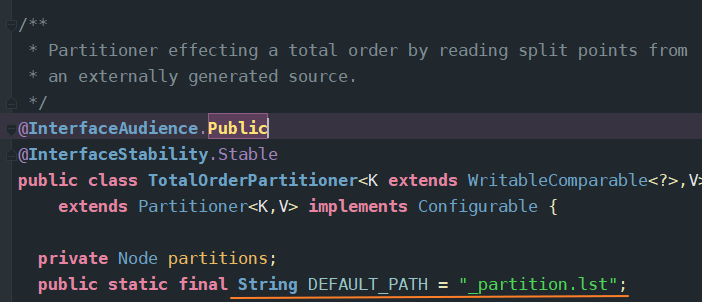 /**
 * Partitioner effecting a total order by reading split points from
 * an externally generated source.
 */
@InterfaceAudience.Public
@InterfaceStability.Stable
public class TotalOrderPartitioner<K extends WritableComparable<?>,V>
    extends Partitioner<K,V> implements Configurable {
  private Node partitions;
  public static final String DEFAULT_PATH = "_partition.lst";